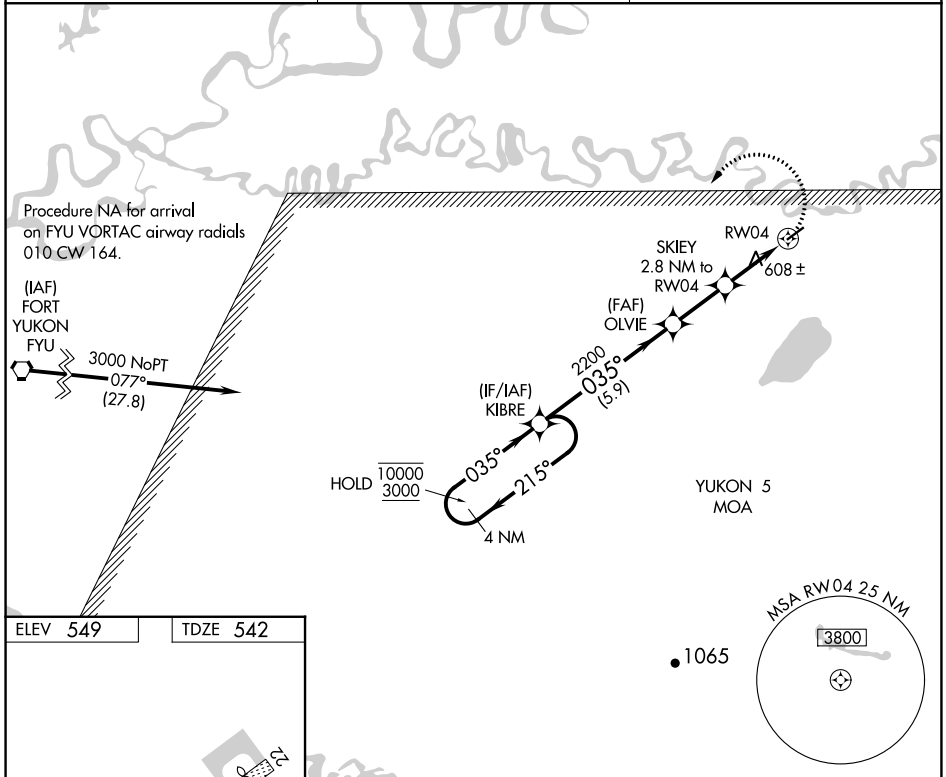 Procedure NA for arrival
on FYU VORTAC airway radials
010 CW 164.
(IAF)
FORT
YUKON
FYU
3000 NoPT
077°
(27.8)
RW04
SKIEY
2.8 NM to
RW04
608 ±
(FAF)
OLVIE
2200
035°
(5.9)
(IF/IAF)
KIBRE
035°
215°
HOLD
10000
3000
4 NM
YUKON 5
MOA
MSA RW04 25 NM
3800
1065
ELEV 549
TDZE 542
22